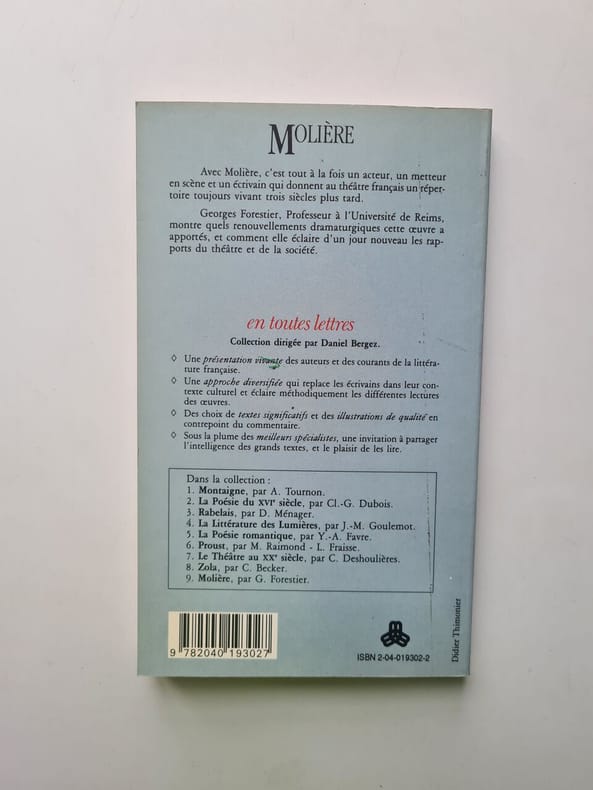 MOLIÈRE
Avec Molière, c'est tout à la fois un acteur, un metteur
en scène et un écrivain qui donnent au théâtre français un réper-
toire toujours vivant trois siècles plus tard.
Georges Forestier, Professeur à l'Université de Reims,
montre quels renouvellements dramaturgiques cette œuvre a
apportés, et comment elle éclaire d'un jour nouveau les rap-
ports du théâtre et de la société.
en toutes lettres
Collection dirigée par Daniel Bergez.
◊ Une présentation vivante des auteurs et des courants de la littéra-
ture française.
◊ Une approche diversifiée qui replace les écrivains dans leur con-
texte culturel et éclaire méthodiquement les différentes lectures
des œuvres.
◊ Des choix de textes significatifs et des illustrations de qualité en
contrepoint du commentaire.
◊ Sous la plume des meilleurs spécialistes, une invitation à partager
l'intelligence des grands textes, et le plaisir de les lire.
Dans la collection :
1. Montaigne, par A. Tournon.
2. La Poésie du XVIe siècle, par Cl.-G. Dubois.
3. Rabelais, par D. Ménager.
4. La Littérature des Lumières, par J.-M. Goulemot.
5. La Poésie romantique, par Y.-A. Favre.
6. Proust, par M. Raimond - L. Fraisse.
7. Le Théâtre au XXe siècle, par C. Deshoulières.
8. Zola, par C. Becker.
9. Molière, par G. Forestier.
9 782040 193027
ISBN 2-04-019302-2
Didier Thimonier